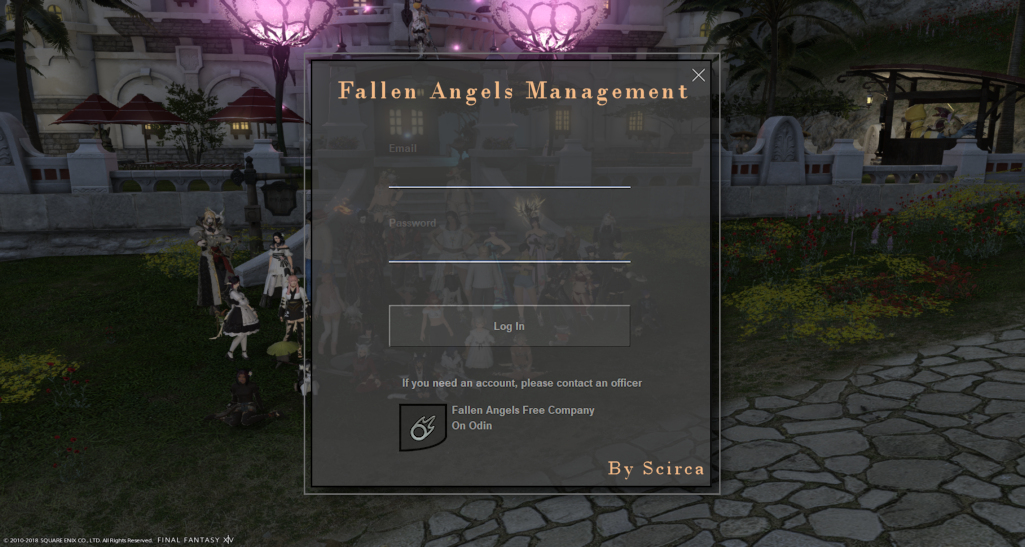 Fallen Angels Management
Email
Password
Log In
If you need an account, please contact an officer
Fallen Angels Free Company
On Odin
By Scirca
© 2010-2018 SQUARE ENIX CO., LTD. All Rights Reserved. FINAL FANTASY XIV